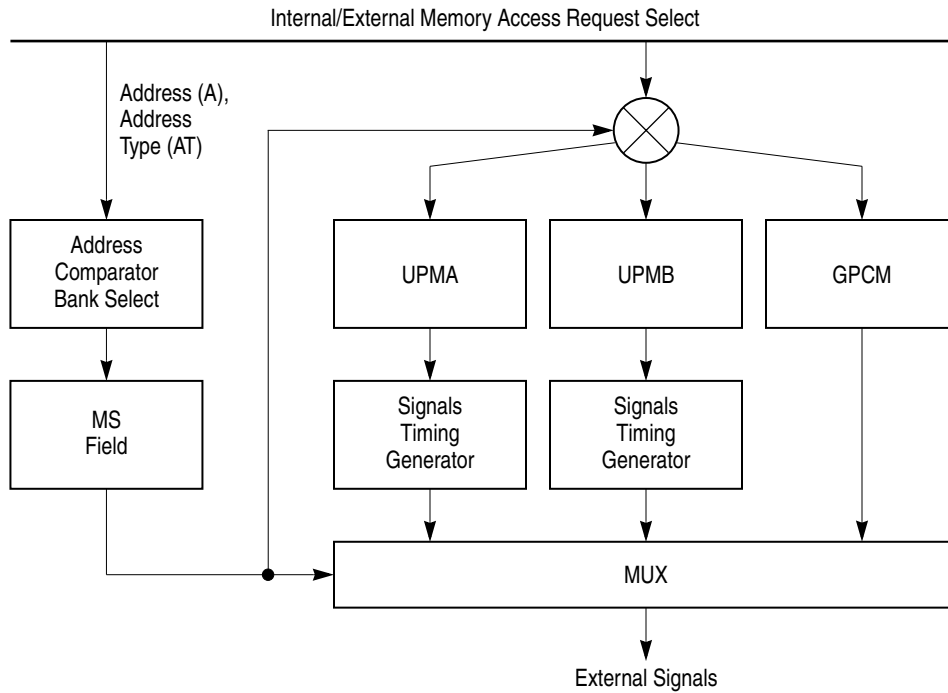 Internal/External Memory Access Request Select
Address (A),
Address
Type (AT)
Address
Comparator
Bank Select
UPMA
UPMB
GPCM
MS
Field
Signals
Timing
Generator
Signals
Timing
Generator
MUX
External Signals